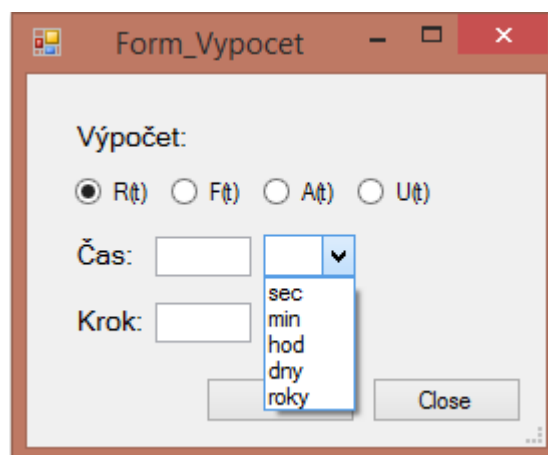 Form_Vypocet
Výpočet:
R(t) F(t) A(t) U(t)
Čas:
sec
min
Krok:
hod
dny
roky
Close